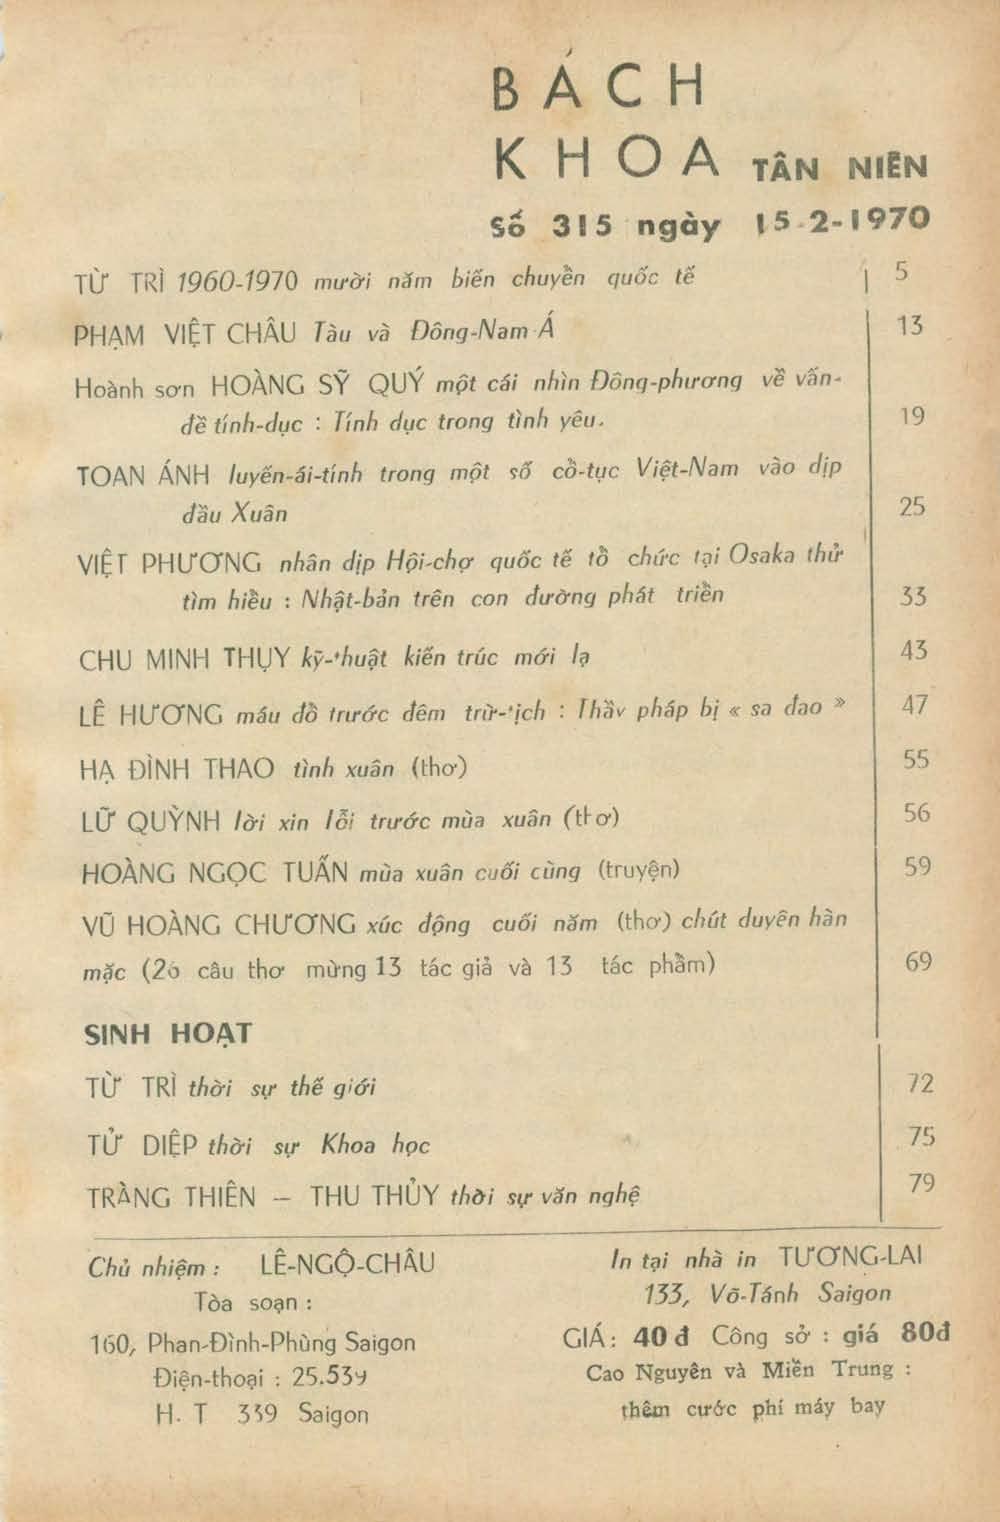 BÁCH
KHOA TÂN NIÊN
Số 315 ngày 15-2-1970
TỪ TRÌ 1960-1970 mười năm biến chuyển quốc tế 5
PHẠM VIỆT CHÂU Tàu và Đông-Nam-Á 13
Hoành sơn HOÀNG SỸ QUÝ một cái nhìn Đông-phương về vấn-
đề tính-dục : Tính dục trong tình yêu. 19
TOAN ÁNH luyến-ái-tính trong một số cổ-tục Việt-Nam vào dịp
đầu Xuân 25
VIỆT PHƯƠNG nhân dịp Hội-chợ quốc tế tổ chức tại Osaka thử
tìm hiểu : Nhật-bản trên con đường phát triển 33
CHU MINH THỤY kỹ-thuật kiến trúc mới lạ 43
LÊ HƯƠNG máu đỏ trước đêm trừ-tịch : Thầy pháp bị « sa đao » 47
HẠ ĐÌNH THAO tình xuân (thơ) 55
LỮ QUỲNH lời xin lỗi trước mùa xuân (thơ) 56
HOÀNG NGỌC TUẤN mùa xuân cuối cùng (truyện) 59
VŨ HOÀNG CHƯƠNG xúc động cuối năm (thơ) chút duyên hàn
mặc (26 câu thơ mừng 13 tác giả và 13 tác phẩm) 69
SINH HOẠT
TỪ TRÌ thời sự thế giới 72
TỬ DIỆP thời sự Khoa học 75
TRÀNG THIÊN – THU THỦY thời sự văn nghệ 79
Chủ nhiệm : LÊ-NGỘ-CHÂU
Tòa soạn :
160, Phan-Đình-Phùng Saigon
Điện-thoại : 25.539
H. T 339 Saigon
In tại nhà in TƯƠNG-LAI
133, Võ-Tánh Saigon
GIÁ: 40đ Công sở : giá 80đ
Cao Nguyên và Miền Trung :
thêm cước phí máy bay